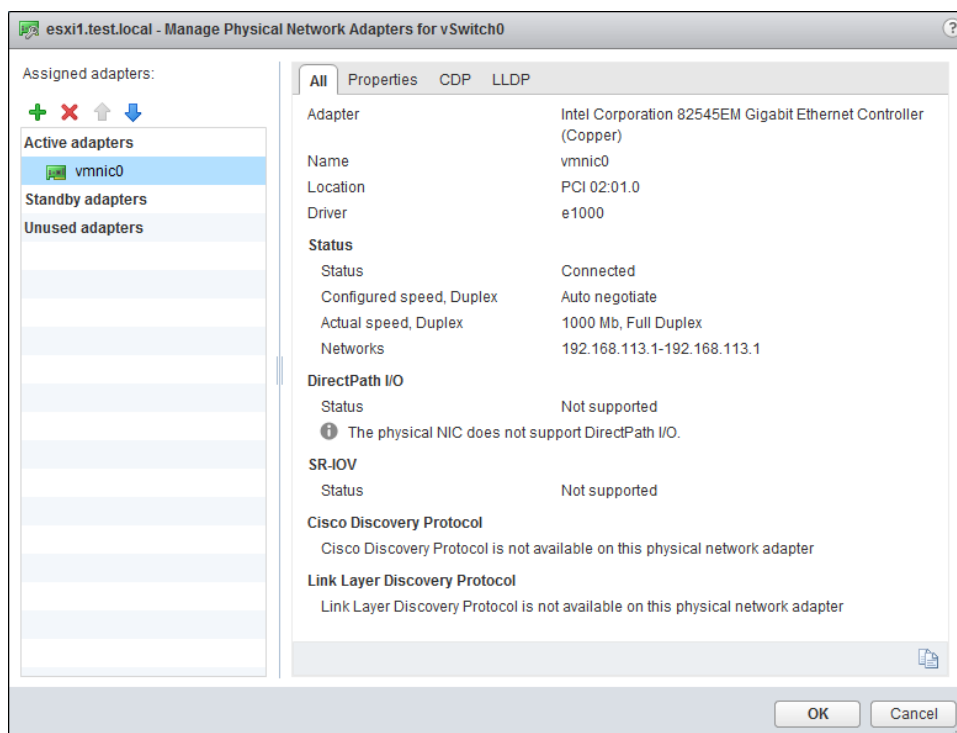 esxi1.test.local - Manage Physical Network Adapters for vSwitch0
?
Assigned adapters:
Active adapters
vmnic0
Standby adapters
Unused adapters
All Properties CDP LLDP
Adapter Intel Corporation 82545EM Gigabit Ethernet Controller
(Copper)
Name vmnic0
Location PCI 02:01.0
Driver e1000
Status
Status Connected
Configured speed, Duplex Auto negotiate
Actual speed, Duplex 1000 Mb, Full Duplex
Networks 192.168.113.1-192.168.113.1
DirectPath I/O
Status Not supported
The physical NIC does not support DirectPath I/O.
SR-IOV
Status Not supported
Cisco Discovery Protocol
Cisco Discovery Protocol is not available on this physical network adapter
Link Layer Discovery Protocol
Link Layer Discovery Protocol is not available on this physical network adapter
OK Cancel